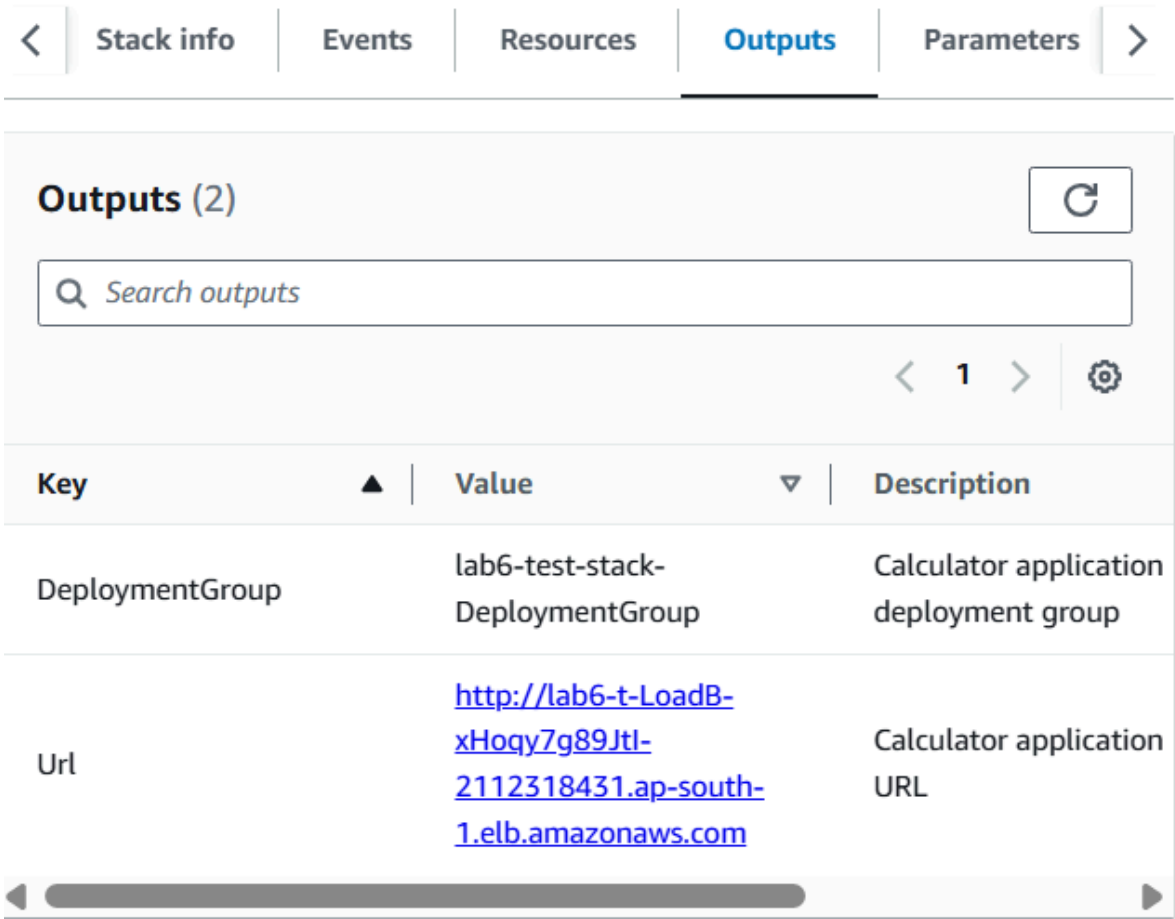 Stack info Events Resources Outputs Parameters
Outputs (2)
Search outputs
1
Key Value Description
DeploymentGroup
lab6-test-stack-
DeploymentGroup
Calculator application
deployment group
Url
http://lab6-t-LoadB-
xHoqy7g89JtI-
2112318431.ap-south-
1.elb.amazonaws.com
Calculator application
URL